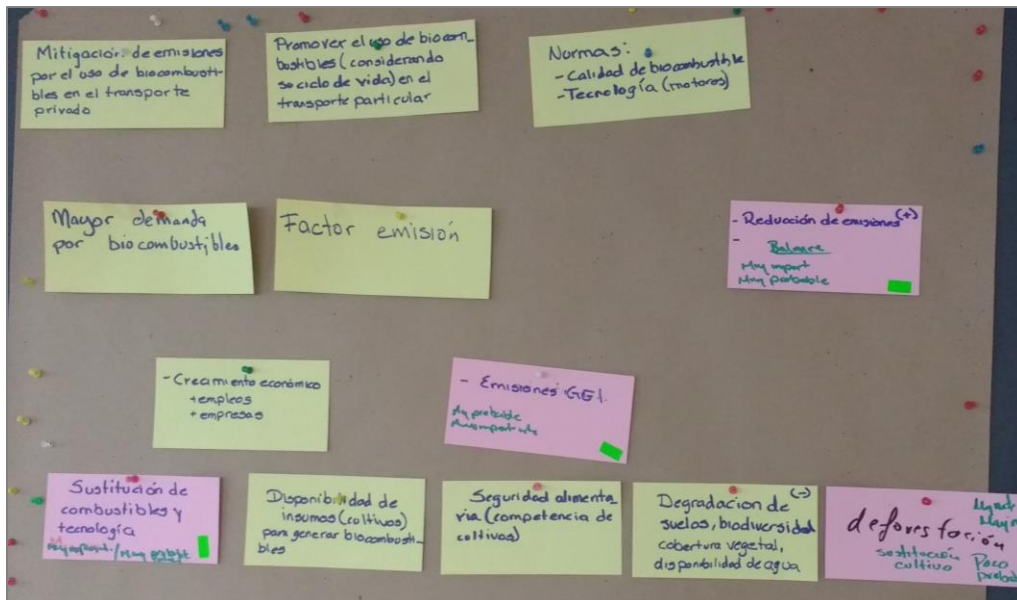 Mitigación de emisiones
por el uso de biocombusti-
bles en el transporte
privado
Promover el uso de biocom-
bustibles (considerando
su ciclo de vida) en el
transporte particular
Normas:
- Calidad de biocombustible
- Tecnología (motores)
Mayor demanda
por biocombustibles
Factor emisión
- Reducción de emisiones (+)
-
Balance
Muy import
Muy probable
- Crecimiento económico
+ empleos
+ empresas
- Emisiones GEI.
Muy probable
Sustitución de
combustibles y
tecnología
Muy probable
Disponibilidad de
insumos (cultivos)
para generar biocombusti-
bles
Seguridad alimenta
ria (competencia de
cultivos)
Degradacion de (-)
suelos, biodiversidad
cobertura vegetal,
disponibilidad de agua
deforestación
sustitución
cultivo
Poco